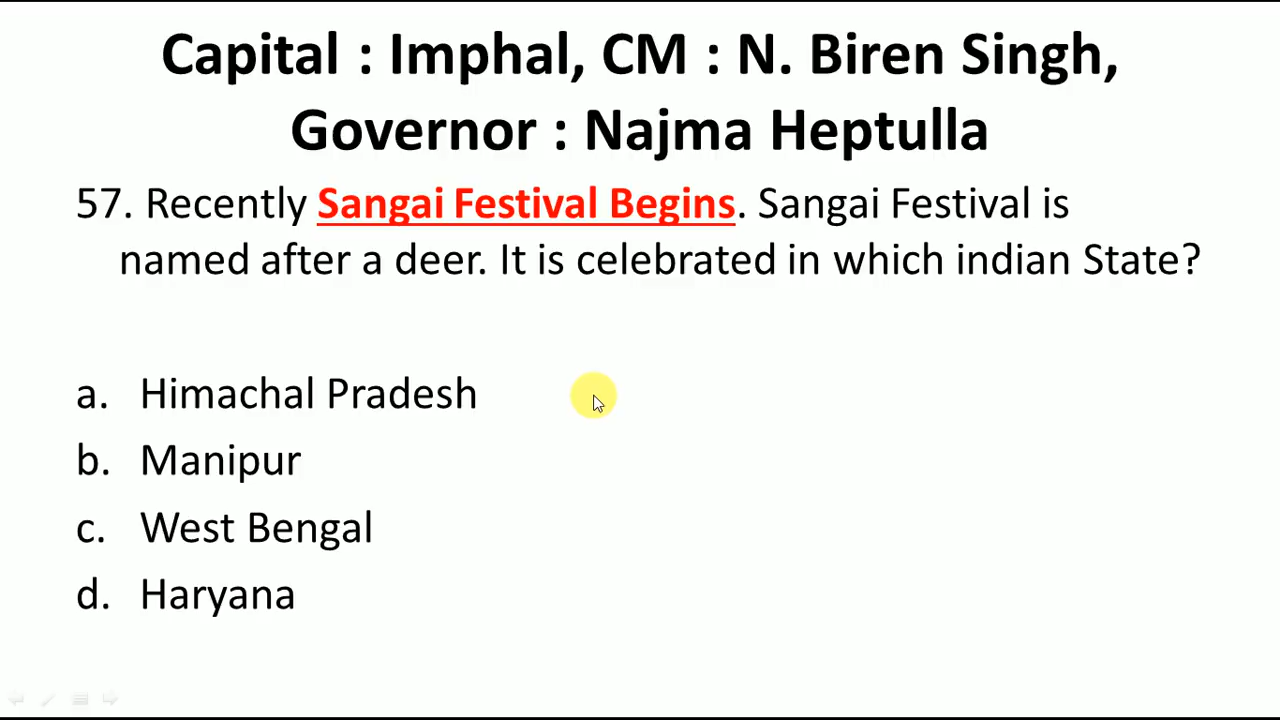 Capital : Imphal, CM : N. Biren Singh,
Governor : Najma Heptulla
57. Recently Sangai Festival Begins. Sangai Festival is
named after a deer. It is celebrated in which indian State?
a. Himachal Pradesh
b. Manipur
c. West Bengal
d. Haryana